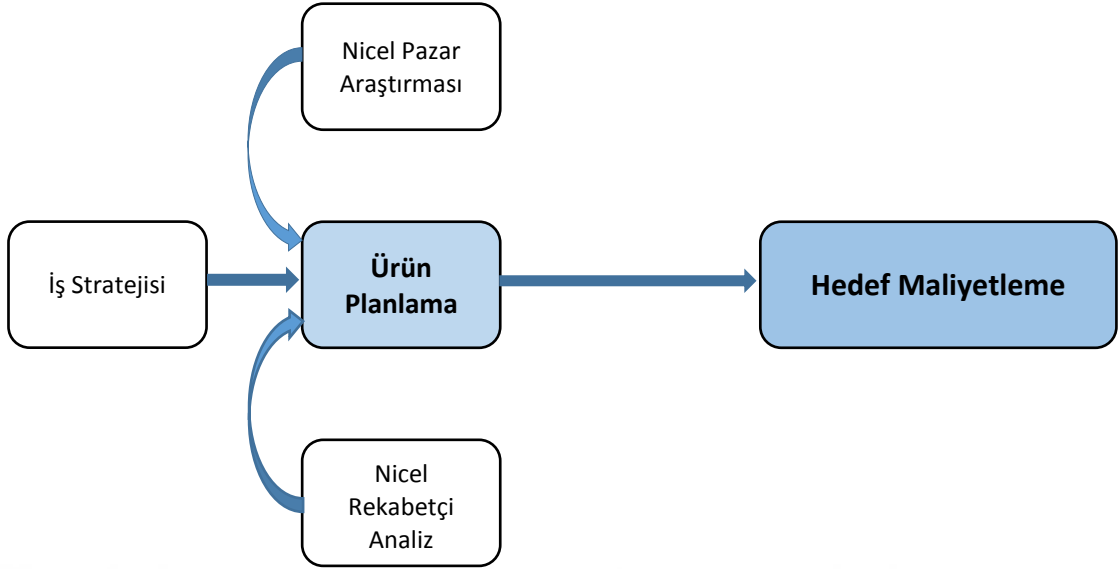 Nicel Pazar
Araştırması
İş Stratejisi
Ürün
Planlama
Hedef Maliyetleme
Nicel
Rekabetçi
Analiz